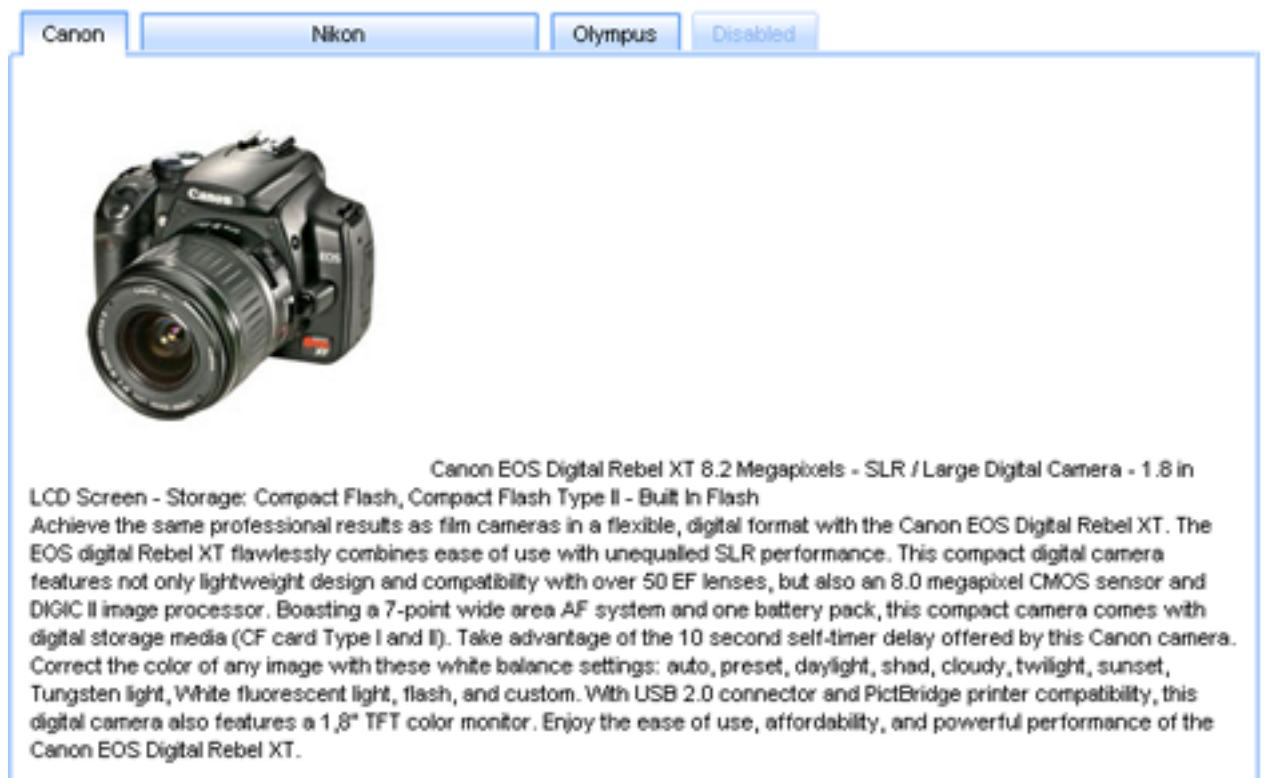 Canon
Nikon
Olympus
Disabled
Canon
EOS
XT
Canon EOS Digital Rebel XT 8.2 Megapixels - SLR / Large Digital Camera - 1.8 in
LCD Screen - Storage: Compact Flash, Compact Flash Type II - Built In Flash
Achieve the same professional results as film cameras in a flexible, digital format with the Canon EOS Digital Rebel XT. The
EOS digital Rebel XT flawlessly combines ease of use with unequalled SLR performance. This compact digital camera
features not only lightweight design and compatibility with over 50 EF lenses, but also an 8.0 megapixel CMOS sensor and
DIGIC II image processor. Boasting a 7-point wide area AF system and one battery pack, this compact camera comes with
digital storage media (CF card Type I and II). Take advantage of the 10 second self-timer delay offered by this Canon camera.
Correct the color of any image with these white balance settings: auto, preset, daylight, shad, cloudy, twilight, sunset,
Tungsten light, White fluorescent light, flash, and custom. With USB 2.0 connector and PictBridge printer compatibility, this
digital camera also features a 1,8" TFT color monitor. Enjoy the ease of use, affordability, and powerful performance of the
Canon EOS Digital Rebel XT.